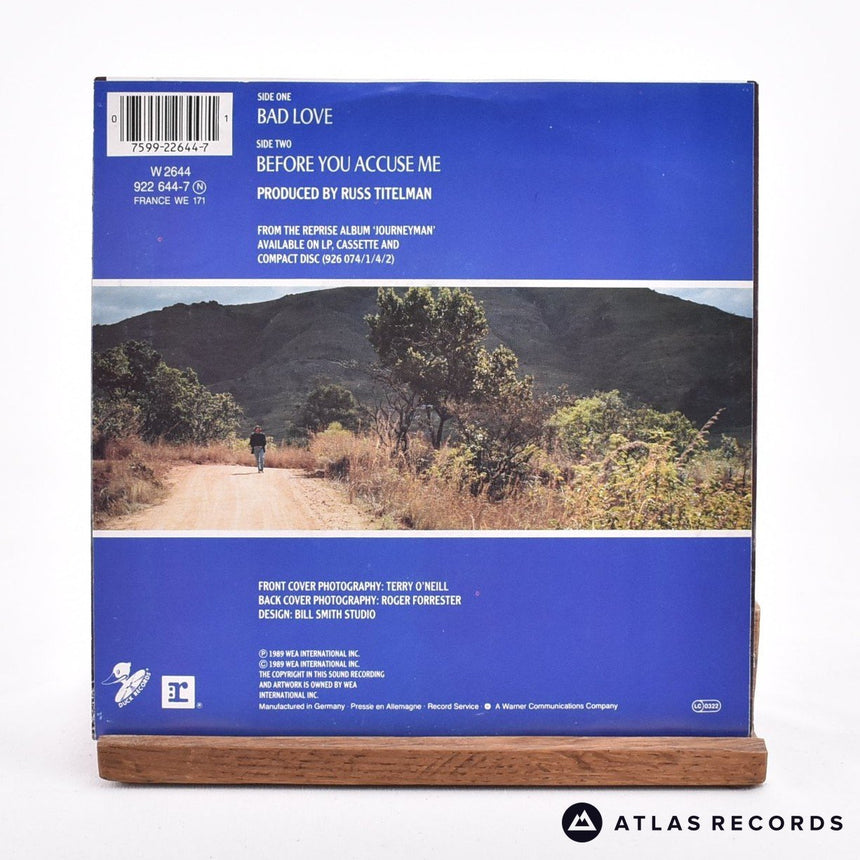 0 1
7599-22644-7
W 2644
922 644-7 N
FRANCE WE 171
SIDE ONE
BAD LOVE
SIDE TWO
BEFORE YOU ACCUSE ME
PRODUCED BY RUSS TITELMAN
FROM THE REPRISE ALBUM 'JOURNEYMAN'
AVAILABLE ON LP, CASSETTE AND
COMPACT DISC (926 074/1/4/2)
FRONT COVER PHOTOGRAPHY: TERRY O'NEILL
BACK COVER PHOTOGRAPHY: ROGER FORRESTER
DESIGN: BILL SMITH STUDIO
℗ 1989 WEA INTERNATIONAL INC.
© 1989 WEA INTERNATIONAL INC.
THE COPYRIGHT IN THIS SOUND RECORDING
AND ARTWORK IS OWNED BY WEA
INTERNATIONAL INC.
Manufactured in Germany · Pressé en Allemagne · Record Service · A Warner Communications Company
DUCK RECORDS
r ®
LC 0322
ATLAS RECORDS